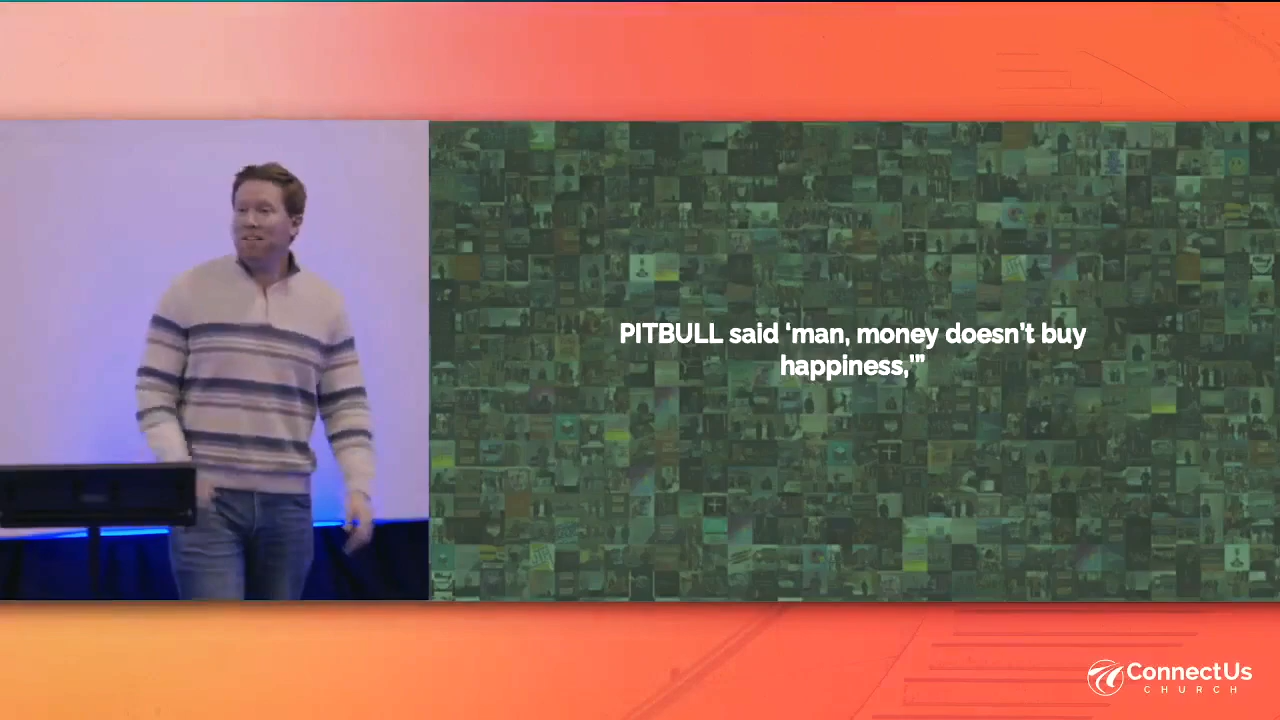 PITBULL said ‘man, money doesn't buy
happiness,'”
ConnectUs
CHURCH